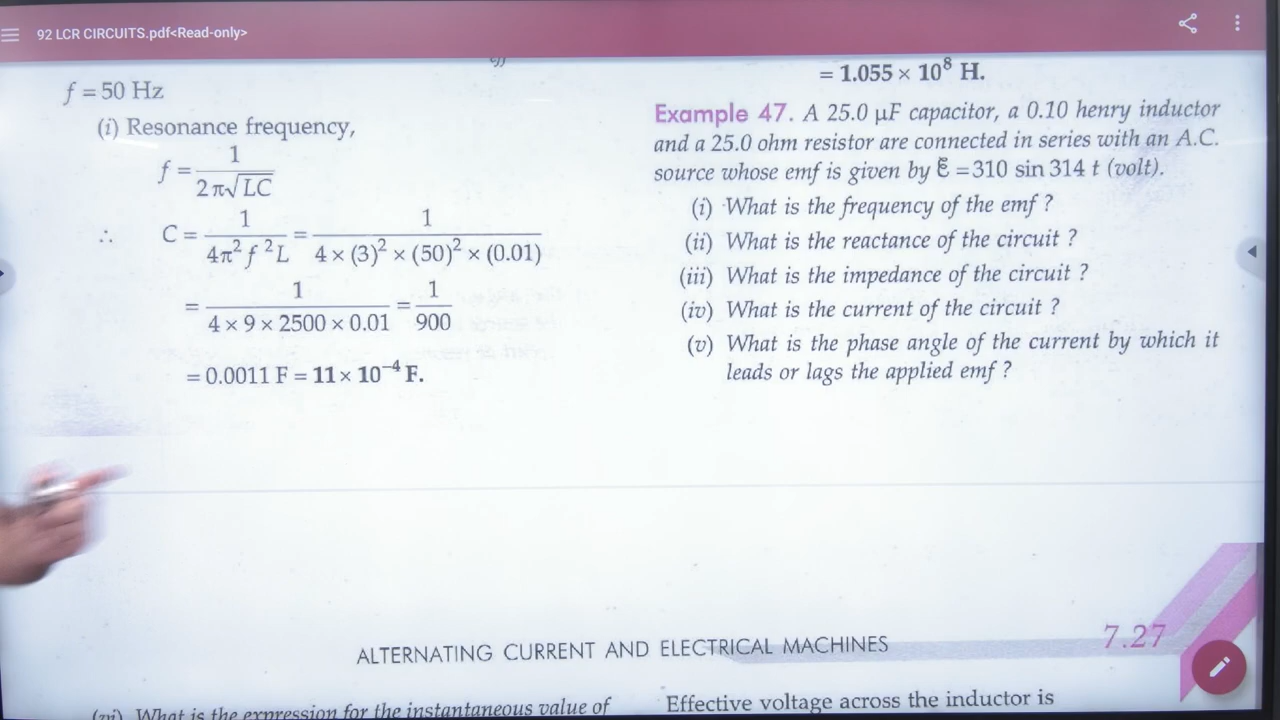 92 LCR CIRCUITS.pdf<Read-only>
f = 50 Hz
(i) Resonance frequency,
f = 1 / 2π√LC
∴ C = 1 / 4π² f² L = 1 / 4 × (3)² × (50)² × (0.01)
= 1 / 4 × 9 × 2500 × 0.01 = 1 / 900
= 0.0011 F = 11 × 10⁻⁴ F.
= 1.055 × 10⁸ H.
Example 47. A 25.0 μF capacitor, a 0.10 henry inductor
and a 25.0 ohm resistor are connected in series with an A.C.
source whose emf is given by ℰ = 310 sin 314 t (volt).
(i) What is the frequency of the emf ?
(ii) What is the reactance of the circuit ?
(iii) What is the impedance of the circuit ?
(iv) What is the current of the circuit ?
(v) What is the phase angle of the current by which it
leads or lags the applied emf ?
ALTERNATING CURRENT AND ELECTRICAL MACHINES
7.27
(vi) What is the expression for the instantaneous value of
Effective voltage across the inductor is